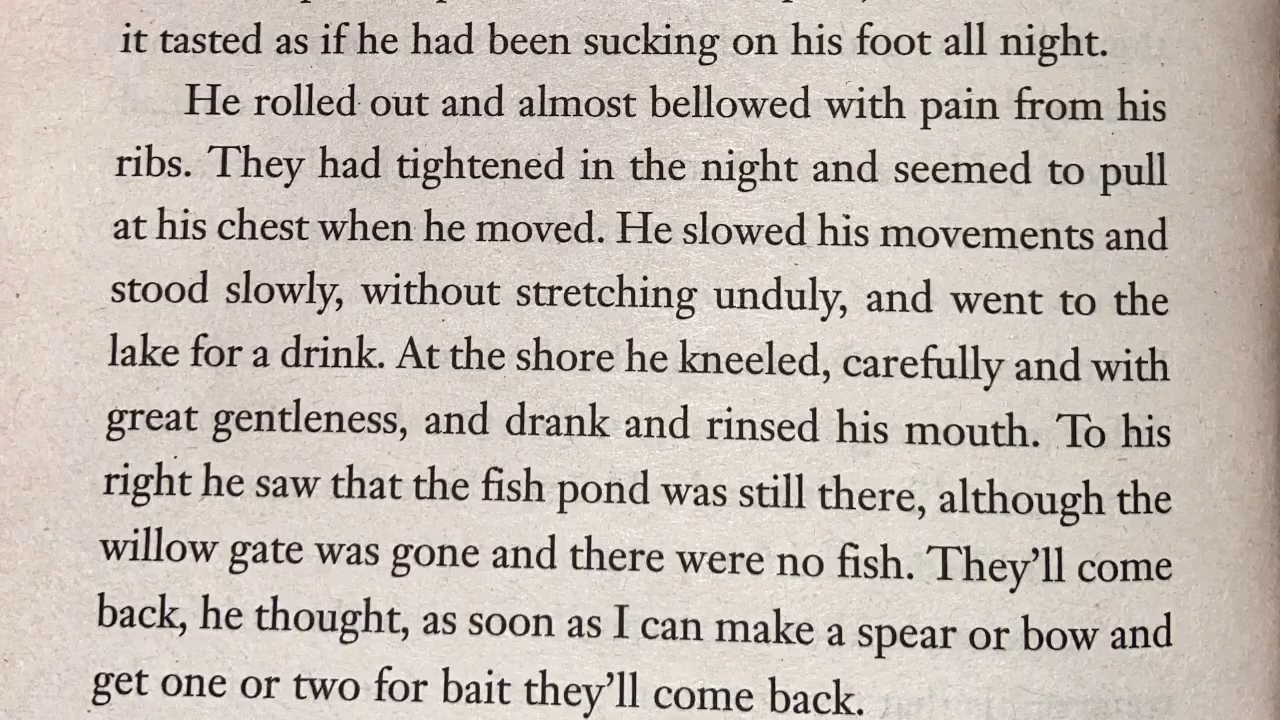 it tasted as if he had been sucking on his foot all night.
He rolled out and almost bellowed with pain from his
ribs. They had tightened in the night and seemed to pull
at his chest when he moved. He slowed his movements and
stood slowly, without stretching unduly, and went to the
lake for a drink. At the shore he kneeled, carefully and with
great gentleness, and drank and rinsed his mouth. To his
right he saw that the fish pond was still there, although the
willow gate was gone and there were no fish. They’ll come
back, he thought, as soon as I can make a spear or bow and
get one or two for bait they’ll come back.